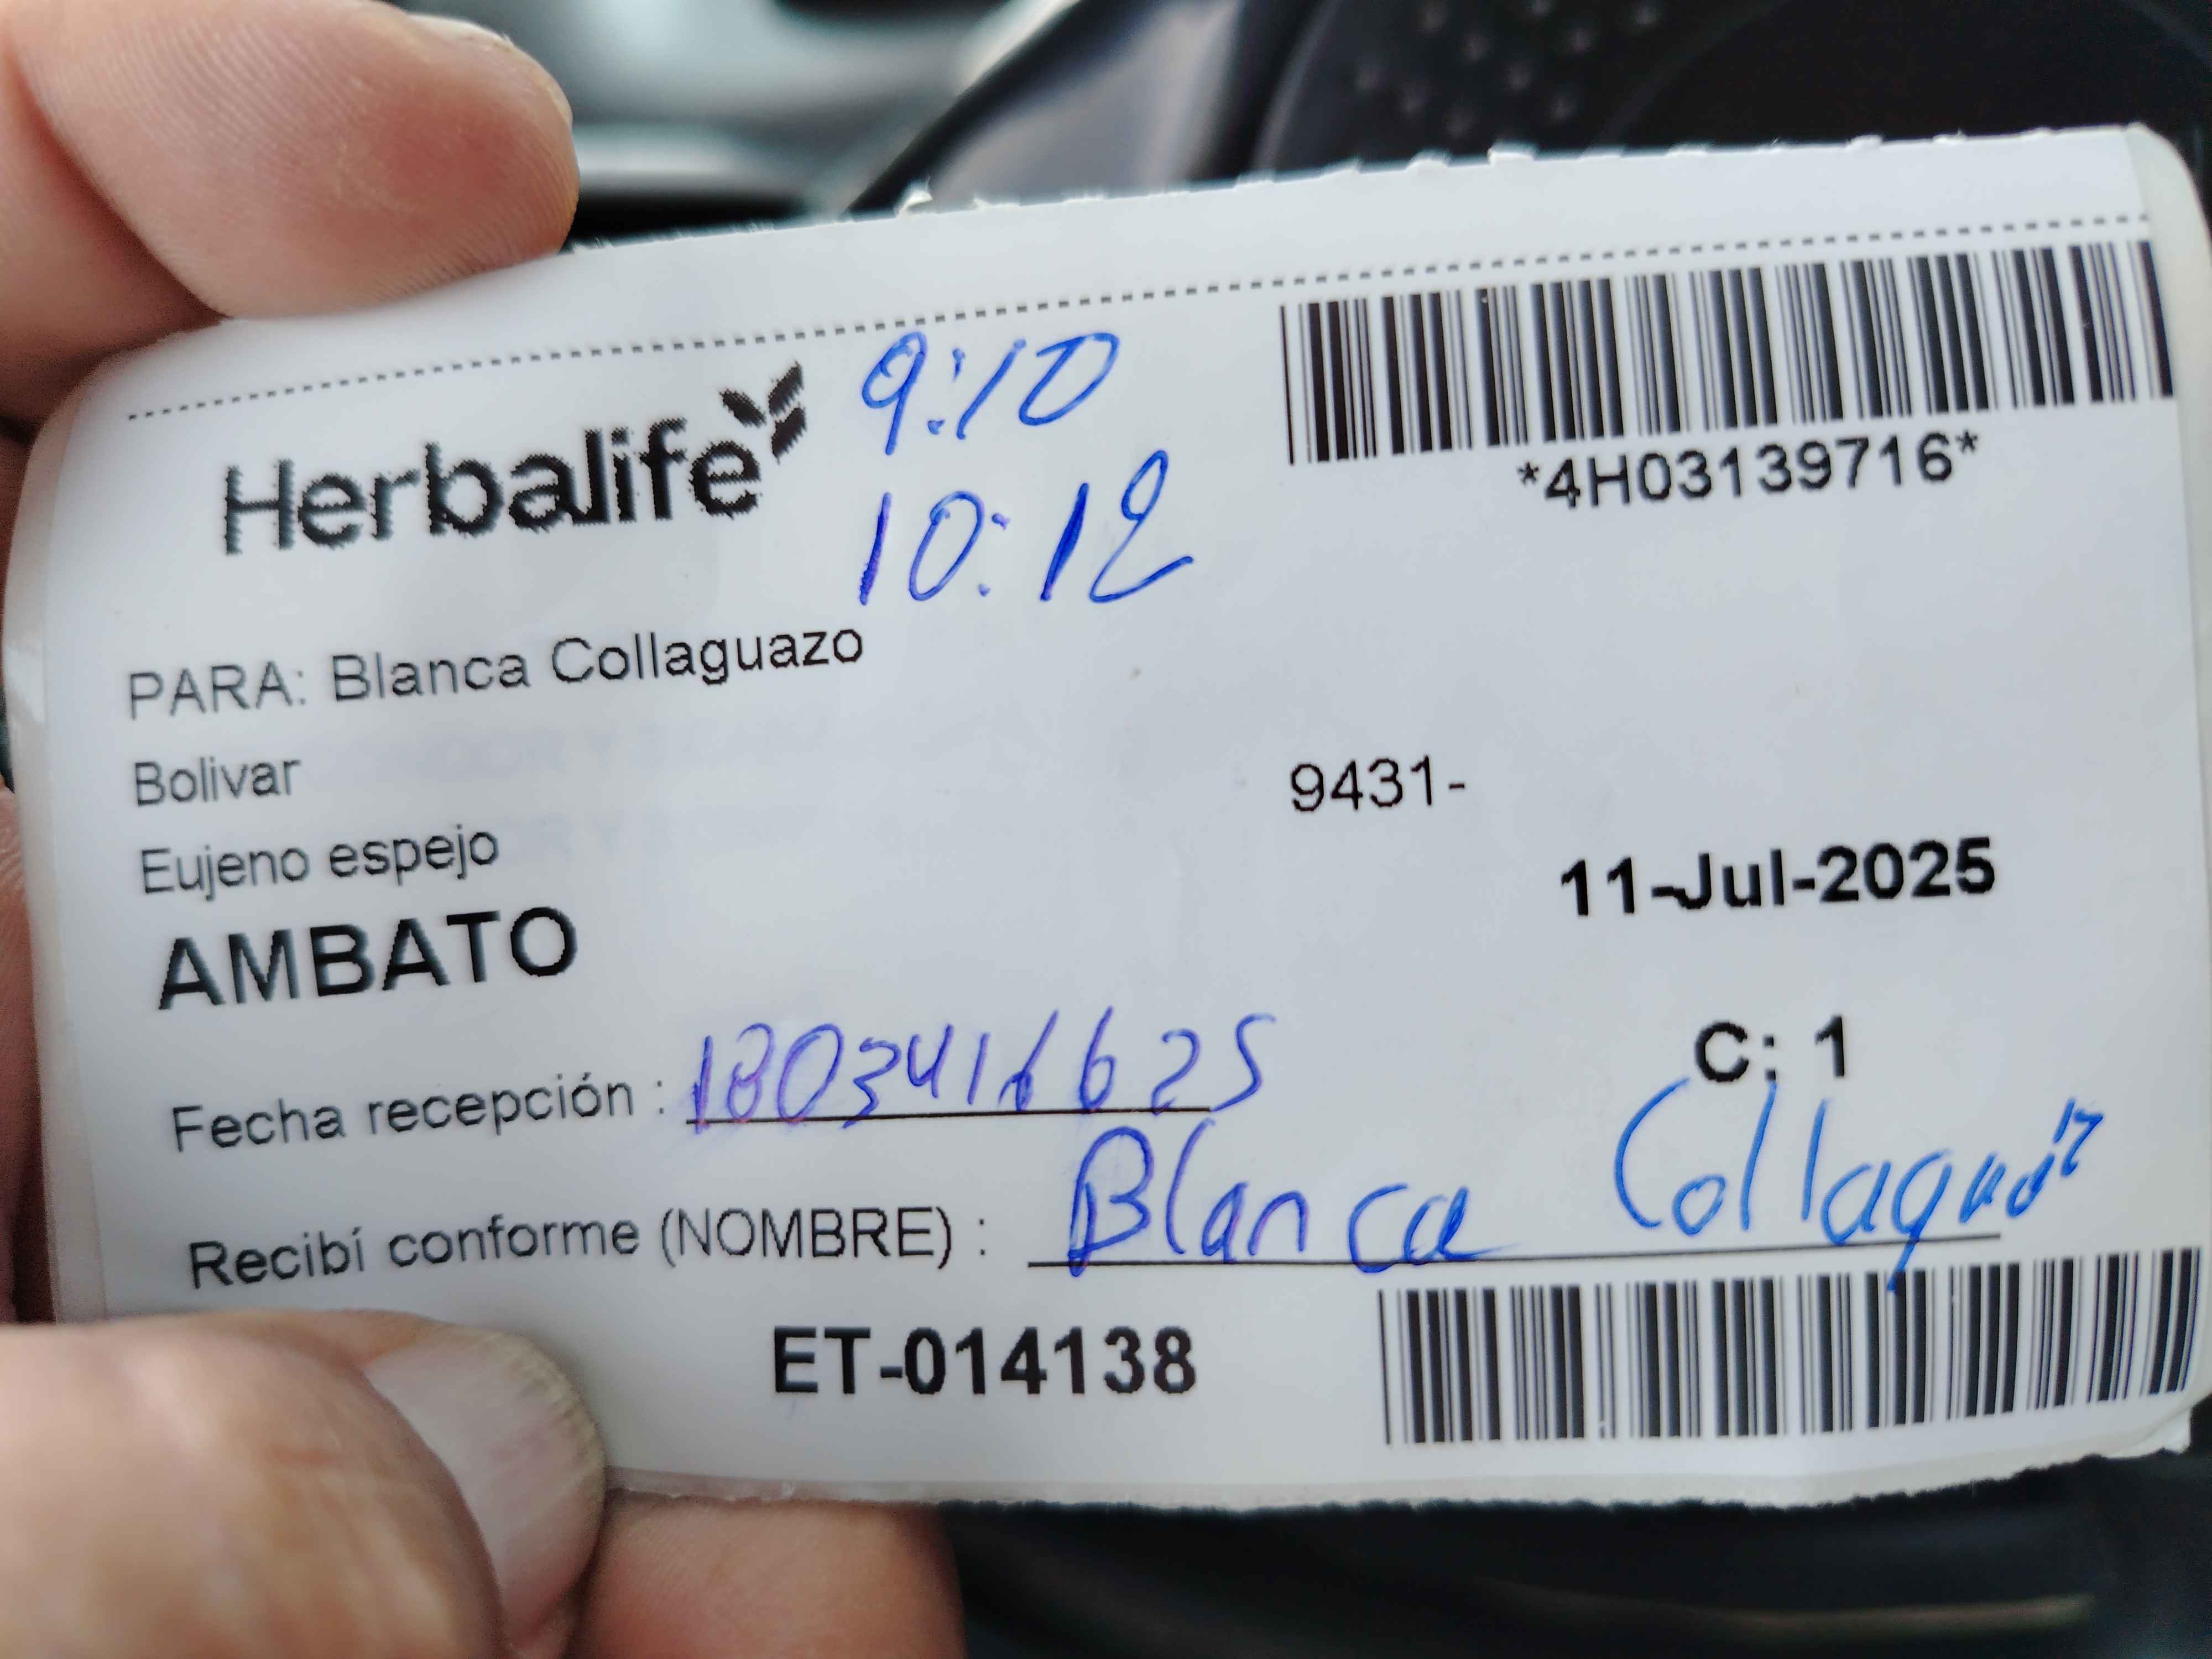 Herbalife
9:10
10:12
*4H03139716*
PARA: Blanca Collaguazo
Bolivar
9431-
Eujeno espejo
11-Jul-2025
AMBATO
C: 1
Fecha recepción : 1803416625
Recibí conforme (NOMBRE) : Blanca
ET-014138